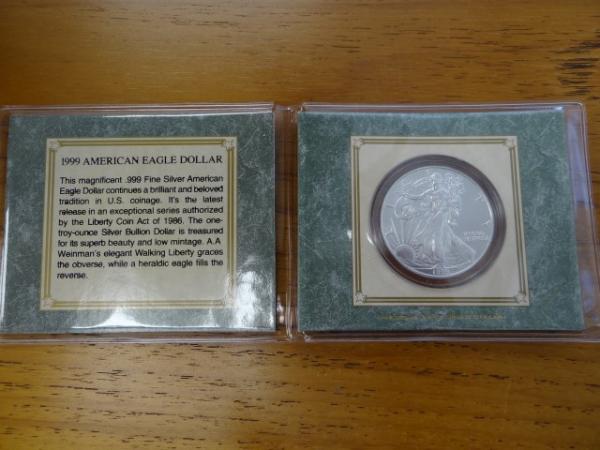 1999 AMERICAN EAGLE DOLLAR
This magnificent .999 Fine Silver American
Eagle Dollar continues a brilliant and beloved
tradition in U.S. coinage. It's the latest
release in an exceptional series authorized
by the Liberty Coin Act of 1986. The one-
troy-ounce Silver Bullion Dollar is treasured
for its superb beauty and low mintage. A.A
Weinman's elegant Walking Liberty graces
the obverse, while a heraldic eagle fills the
reverse.